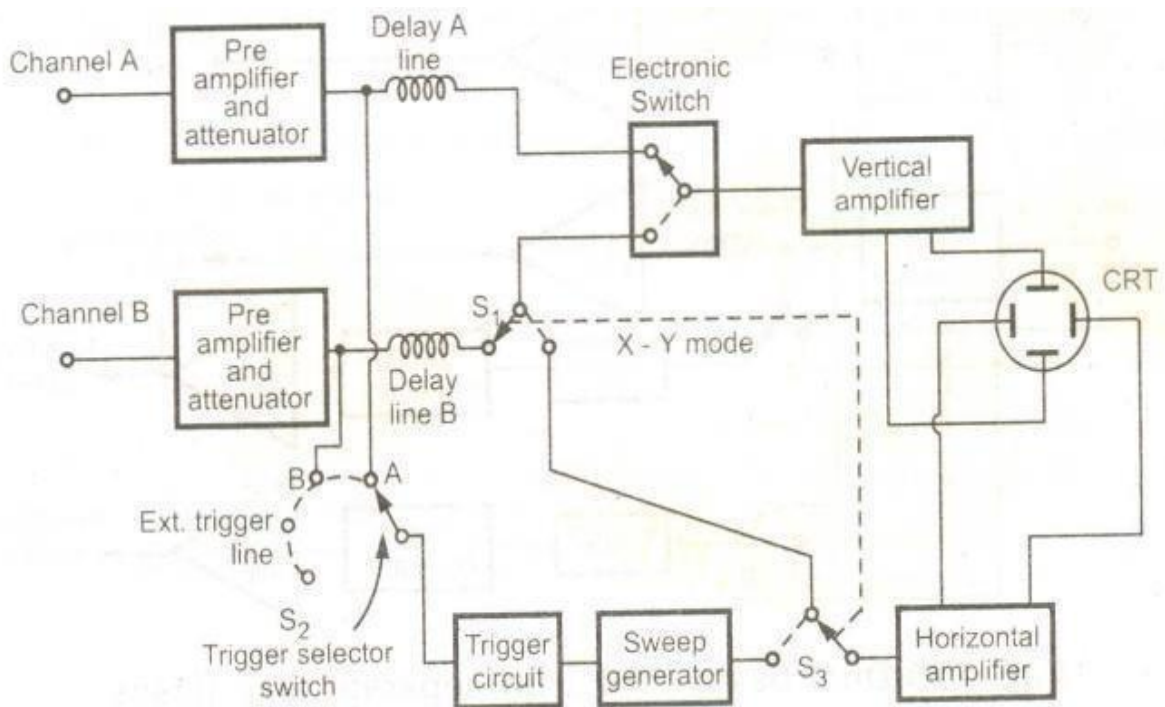 Channel A
Pre
amplifier
and
attenuator
Delay A
line
Electronic
Switch
Vertical
amplifier
CRT
Channel B
Pre
amplifier
and
attenuator
S1
X - Y mode
Delay
line B
B
A
Ext. trigger
line
S2
Trigger selector
switch
Trigger
circuit
Sweep
generator
S3
Horizontal
amplifier